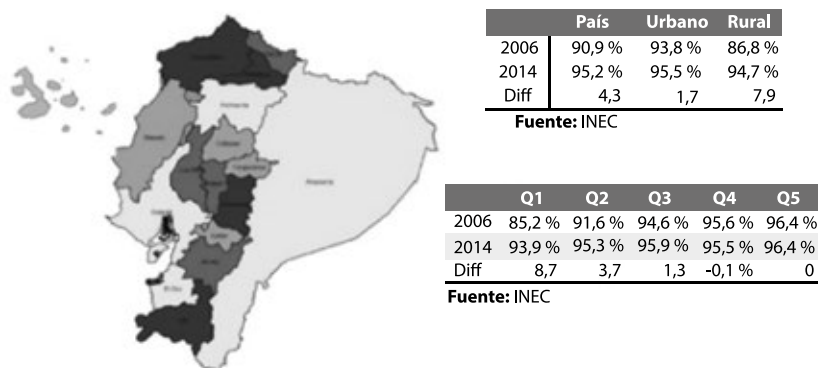 País Urbano Rural
2006 90,9 % 93,8 % 86,8 %
2014 95,2 % 95,5 % 94,7 %
Diff 4,3 1,7 7,9
Fuente: INEC
Q1 Q2 Q3 Q4 Q5
2006 85,2 % 91,6 % 94,6 % 95,6 % 96,4 %
2014 93,9 % 95,3 % 95,9 % 95,5 % 96,4 %
Diff 8,7 3,7 1,3 -0,1 % 0
Fuente: INEC